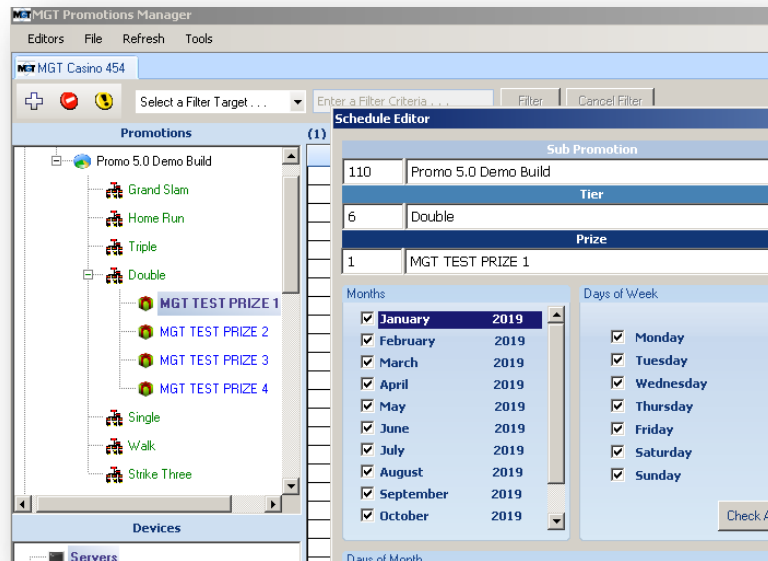 MGT MGT Promotions Manager
Editors File Refresh Tools
MGT MGT Casino 454
Select a Filter Target . . . Enter a Filter Criteria . . . Filter Cancel Filter
Promotions (1)
Promo 5.0 Demo Build
Grand Slam
Home Run
Triple
Double
MGT TEST PRIZE 1
MGT TEST PRIZE 2
MGT TEST PRIZE 3
MGT TEST PRIZE 4
Single
Walk
Strike Three
Devices
Servers
Schedule Editor
Sub Promotion
110 Promo 5.0 Demo Build
Tier
6 Double
Prize
1 MGT TEST PRIZE 1
Months
January 2019
February 2019
March 2019
April 2019
May 2019
June 2019
July 2019
August 2019
September 2019
October 2019
Days of Week
Monday
Tuesday
Wednesday
Thursday
Friday
Saturday
Sunday
Check A
Days of Month